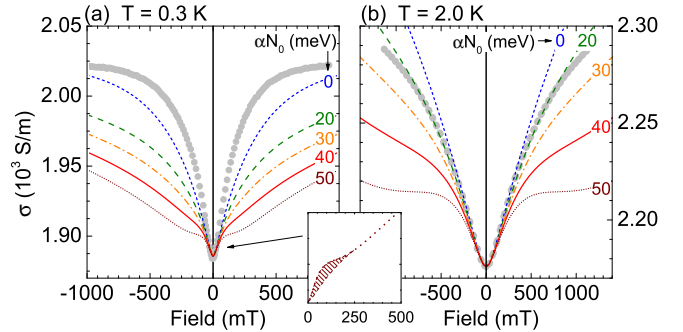 (a) T = 0.3 K
(b) T = 2.0 K
2.05
2.00
1.95
1.90
σ (10³ S/m)
αN₀ (meV)
0
20
30
40
50
-1000 -500 0 500
Field (mT)
0 250 500
αN₀ (meV) 0
20
30
40
50
2.30
2.25
2.20
-500 0 500 1000
Field (mT)